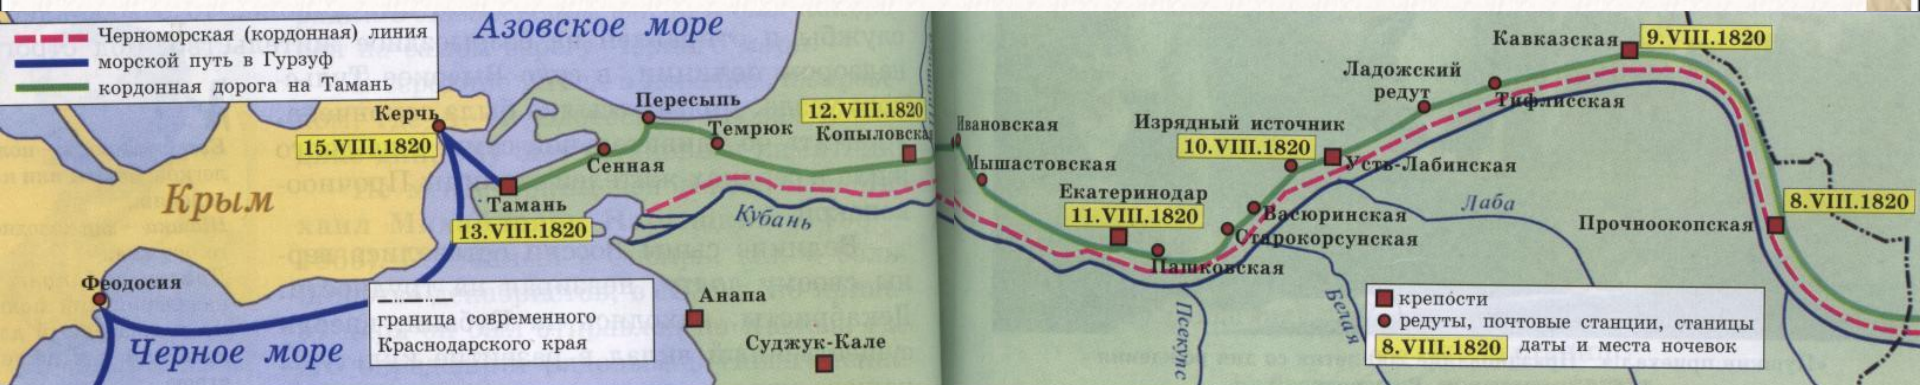 Черноморская (кордонная) линия
морской путь в Гурзуф
кордонная дорога на Тамань
Азовское море
Керчь
15.VIII.1820
Крым
Феодосия
Черное море
Тамань
13.VIII.1820
Сенная
Пересыпь
Темрюк
12.VIII.1820
Кубань
граница современного
Краснодарского края
Анапа
Суджук-Кале
Ивановская
Мышастовская
Екатеринодар
11.VIII.1820
Пашковская
Старокорсунская
Васюринская
Изрядный источник
10.VIII.1820
Усть-Лабинская
Ладожский
редут
Тифлисская
Кавказская
9.VIII.1820
Лаба
Прочноокопская
8.VIII.1820
Псекупс
Белая
крепости
редуты, почтовые станции, станицы
8.VIII.1820 даты и места ночевок